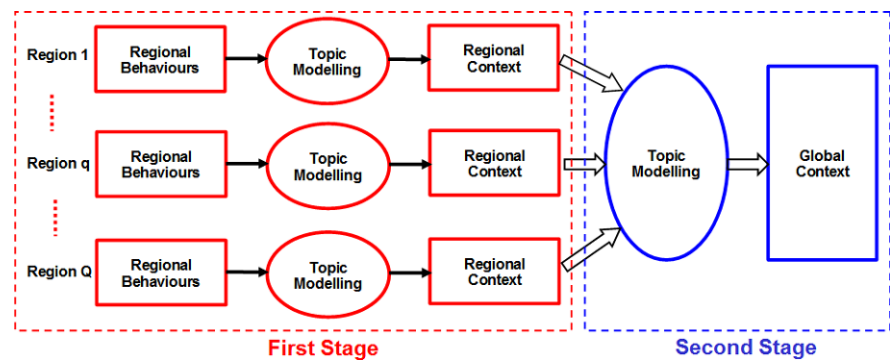 Region 1
Regional
Behaviours
Topic
Modelling
Regional
Context
Region q
Regional
Behaviours
Topic
Modelling
Regional
Context
Topic
Modelling
Global
Context
Region Q
Regional
Behaviours
Topic
Modelling
Regional
Context
First Stage
Second Stage